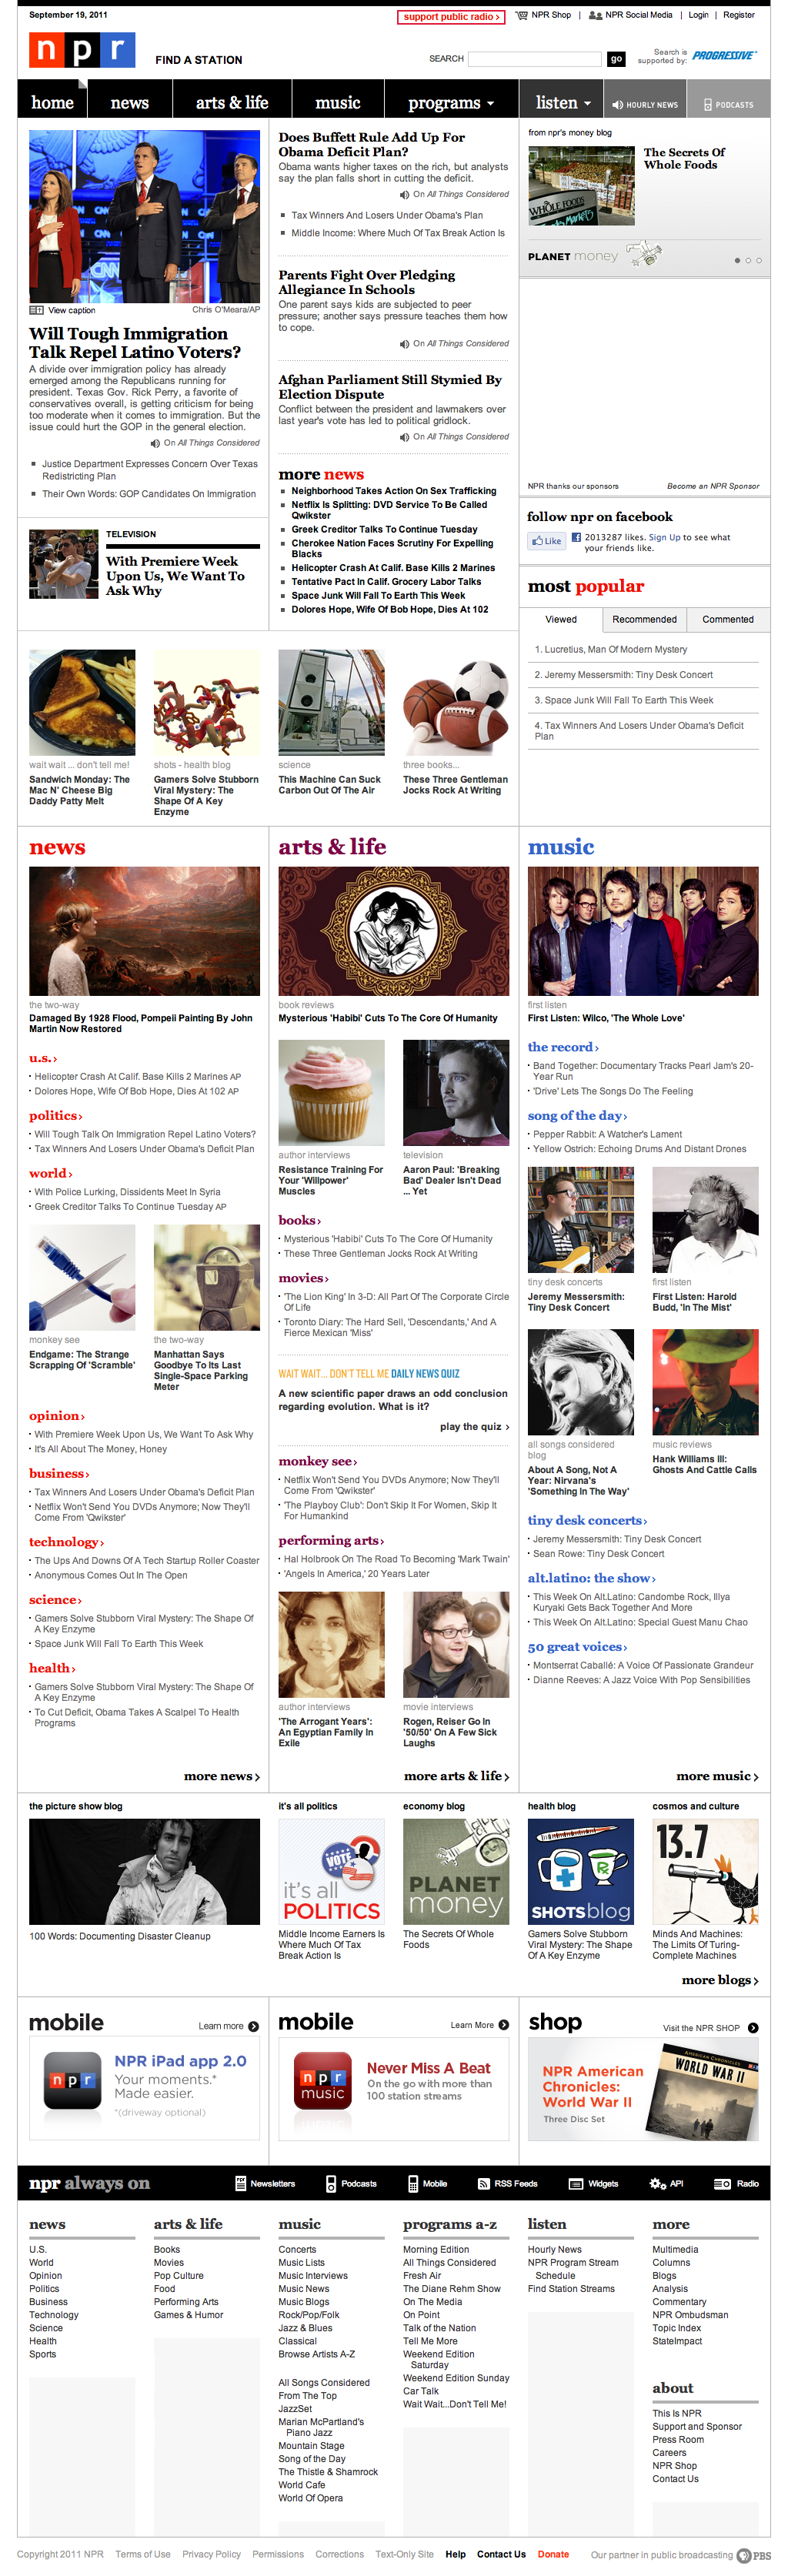 September 19, 2011
support public radio ›
NPR Shop | NPR Social Media | Login | Register
n p r
FIND A STATION
SEARCH
go
Search is
supported by:
PROGRESSIVE
home
news
arts & life
music
programs
listen
HOURLY NEWS
PODCASTS
View caption
Chris O'Meara/AP
Will Tough Immigration
Talk Repel Latino Voters?
A divide over immigration policy has already
emerged among the Republicans running for
president. Texas Gov. Rick Perry, a favorite of
conservatives overall, is getting criticism for being
too moderate when it comes to immigration. But the
issue could hurt the GOP in the general election.
On All Things Considered
Justice Department Expresses Concern Over Texas
Redistricting Plan
Their Own Words: GOP Candidates On Immigration
TELEVISION
With Premiere Week
Upon Us, We Want To
Ask Why
Does Buffett Rule Add Up For
Obama Deficit Plan?
Obama wants higher taxes on the rich, but analysts
say the plan falls short in cutting the deficit.
On All Things Considered
Tax Winners And Losers Under Obama's Plan
Middle Income: Where Much Of Tax Break Action Is
Parents Fight Over Pledging
Allegiance In Schools
One parent says kids are subjected to peer
pressure; another says pressure teaches them how
to cope.
On All Things Considered
Afghan Parliament Still Stymied By
Election Dispute
Conflict between the president and lawmakers over
last year's vote has led to political gridlock.
On All Things Considered
more news
Neighborhood Takes Action On Sex Trafficking
Netflix Is Splitting: DVD Service To Be Called
Qwikster
Greek Creditor Talks To Continue Tuesday
Cherokee Nation Faces Scrutiny For Expelling
Blacks
Helicopter Crash At Calif. Base Kills 2 Marines
Tentative Pact In Calif. Grocery Labor Talks
Space Junk Will Fall To Earth This Week
Dolores Hope, Wife Of Bob Hope, Dies At 102
from npr's money blog
WHOLE FOODS
The Secrets Of
Whole Foods
PLANET money
NPR thanks our sponsors
Become an NPR Sponsor
follow npr on facebook
Like
2013287 likes. Sign Up to see what
your friends like.
most popular
Viewed
Recommended
Commented
1. Lucretius, Man Of Modern Mystery
2. Jeremy Messersmith: Tiny Desk Concert
3. Space Junk Will Fall To Earth This Week
4. Tax Winners And Losers Under Obama's Deficit
Plan
wait wait ... don't tell me!
Sandwich Monday: The
Mac N' Cheese Big
Daddy Patty Melt
shots - health blog
Gamers Solve Stubborn
Viral Mystery: The
Shape Of A Key
Enzyme
science
This Machine Can Suck
Carbon Out Of The Air
three books...
These Three Gentleman
Jocks Rock At Writing
news
the two-way
Damaged By 1928 Flood, Pompeii Painting By John
Martin Now Restored
u.s. ›
Helicopter Crash At Calif. Base Kills 2 Marines AP
Dolores Hope, Wife Of Bob Hope, Dies At 102 AP
politics ›
Will Tough Talk On Immigration Repel Latino Voters?
Tax Winners And Losers Under Obama's Deficit Plan
world ›
With Police Lurking, Dissidents Meet In Syria
Greek Creditor Talks To Continue Tuesday AP
monkey see
Endgame: The Strange
Scrapping Of 'Scramble'
the two-way
Manhattan Says
Goodbye To Its Last
Single-Space Parking
Meter
opinion ›
With Premiere Week Upon Us, We Want To Ask Why
It's All About The Money, Honey
business ›
Tax Winners And Losers Under Obama's Deficit Plan
Netflix Won't Send You DVDs Anymore; Now They'll
Come From 'Qwikster'
technology ›
The Ups And Downs Of A Tech Startup Roller Coaster
Anonymous Comes Out In The Open
science ›
Gamers Solve Stubborn Viral Mystery: The Shape Of
A Key Enzyme
Space Junk Will Fall To Earth This Week
health ›
Gamers Solve Stubborn Viral Mystery: The Shape Of
A Key Enzyme
To Cut Deficit, Obama Takes A Scalpel To Health
Programs
more news ›
arts & life
book reviews
Mysterious 'Habibi' Cuts To The Core Of Humanity
author interviews
Resistance Training For
Your 'Willpower'
Muscles
television
Aaron Paul: 'Breaking
Bad' Dealer Isn't Dead
... Yet
books ›
Mysterious 'Habibi' Cuts To The Core Of Humanity
These Three Gentleman Jocks Rock At Writing
movies ›
'The Lion King' In 3-D: All Part Of The Corporate Circle
Of Life
Toronto Diary: The Hard Sell, 'Descendants,' And A
Fierce Mexican 'Miss'
WAIT WAIT... DON'T TELL ME DAILY NEWS QUIZ
A new scientific paper draws an odd conclusion
regarding evolution. What is it?
play the quiz ›
monkey see ›
Netflix Won't Send You DVDs Anymore; Now They'll
Come From 'Qwikster'
'The Playboy Club': Don't Skip It For Women, Skip It
For Humankind
performing arts ›
Hal Holbrook On The Road To Becoming 'Mark Twain'
'Angels In America,' 20 Years Later
author interviews
'The Arrogant Years':
An Egyptian Family In
Exile
movie interviews
Rogen, Reiser Go In
'50/50' On A Few Sick
Laughs
more arts & life ›
music
first listen
First Listen: Wilco, 'The Whole Love'
the record ›
Band Together: Documentary Tracks Pearl Jam's 20-
Year Run
'Drive' Lets The Songs Do The Feeling
song of the day ›
Pepper Rabbit: A Watcher's Lament
Yellow Ostrich: Echoing Drums And Distant Drones
tiny desk concerts
Jeremy Messersmith:
Tiny Desk Concert
first listen
First Listen: Harold
Budd, 'In The Mist'
all songs considered
blog
About A Song, Not A
Year: Nirvana's
'Something In The Way'
music reviews
Hank Williams III:
Ghosts And Cattle Calls
tiny desk concerts ›
Jeremy Messersmith: Tiny Desk Concert
Sean Rowe: Tiny Desk Concert
alt.latino: the show ›
This Week On Alt.Latino: Candombe Rock, Illya
Kuryaki Gets Back Together And More
This Week On Alt.Latino: Special Guest Manu Chao
50 great voices ›
Montserrat Caballé: A Voice Of Passionate Grandeur
Dianne Reeves: A Jazz Voice With Pop Sensibilities
more music ›
the picture show blog
100 Words: Documenting Disaster Cleanup
it's all politics
VOTE
it's all
POLITICS
Middle Income Earners Is
Where Much Of Tax
Break Action Is
economy blog
PLANET
money
The Secrets Of Whole
Foods
health blog
SHOTS blog
Gamers Solve Stubborn
Viral Mystery: The Shape
Of A Key Enzyme
cosmos and culture
13.7
Minds And Machines:
The Limits Of Turing-
Complete Machines
more blogs ›
mobile
Learn more
n p r
NPR iPad app 2.0
Your moments.*
Made easier.
*(driveway optional)
mobile
Learn More
n p r
music
Never Miss A Beat
On the go with more than
100 station streams
shop
Visit the NPR SHOP
NPR American
Chronicles:
World War II
Three Disc Set
AMERICAN CHRONICLES
WORLD WAR II
npr always on
Newsletters
Podcasts
Mobile
RSS Feeds
Widgets
API
Radio
news
U.S.
World
Opinion
Politics
Business
Technology
Science
Health
Sports
arts & life
Books
Movies
Pop Culture
Food
Performing Arts
Games & Humor
music
Concerts
Music Lists
Music Interviews
Music News
Music Blogs
Rock/Pop/Folk
Jazz & Blues
Classical
Browse Artists A-Z
All Songs Considered
From The Top
JazzSet
Marian McPartland's
Piano Jazz
Mountain Stage
Song of the Day
The Thistle & Shamrock
World Cafe
World Of Opera
programs a-z
Morning Edition
All Things Considered
Fresh Air
The Diane Rehm Show
On The Media
On Point
Talk of the Nation
Tell Me More
Weekend Edition
Saturday
Weekend Edition Sunday
Car Talk
Wait Wait...Don't Tell Me!
listen
Hourly News
NPR Program Stream
Schedule
Find Station Streams
more
Multimedia
Columns
Blogs
Analysis
Commentary
NPR Ombudsman
Topic Index
StateImpact
about
This Is NPR
Support and Sponsor
Press Room
Careers
NPR Shop
Contact Us
Copyright 2011 NPR
Terms of Use
Privacy Policy
Permissions
Corrections
Text-Only Site
Help
Contact Us
Donate
Our partner in public broadcasting
PBS